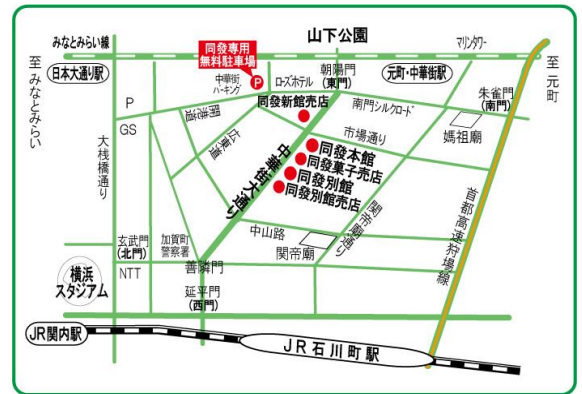 みなとみらい線
山下公園
マリンタワー
至みなとみらい
日本大通り駅
同發専用
無料駐車場
P
中華街
パーキング
ローズホテル
朝陽門
(東門)
元町・中華街駅
至元町
朱雀門
(南門)
P
GS
開港道
同發新館売店
南門シルクロード
媽祖廟
大桟橋通り
広東道
市場通り
同發本館
同發菓子売店
同發別館
同發別館売店
中華街大通り
首都高速狩場線
関帝廟通り
中山路
関帝廟
玄武門
(北門)
加賀町
警察署
善隣門
NTT
横浜
スタジアム
延平門
(西門)
JR関内駅
JR石川町駅